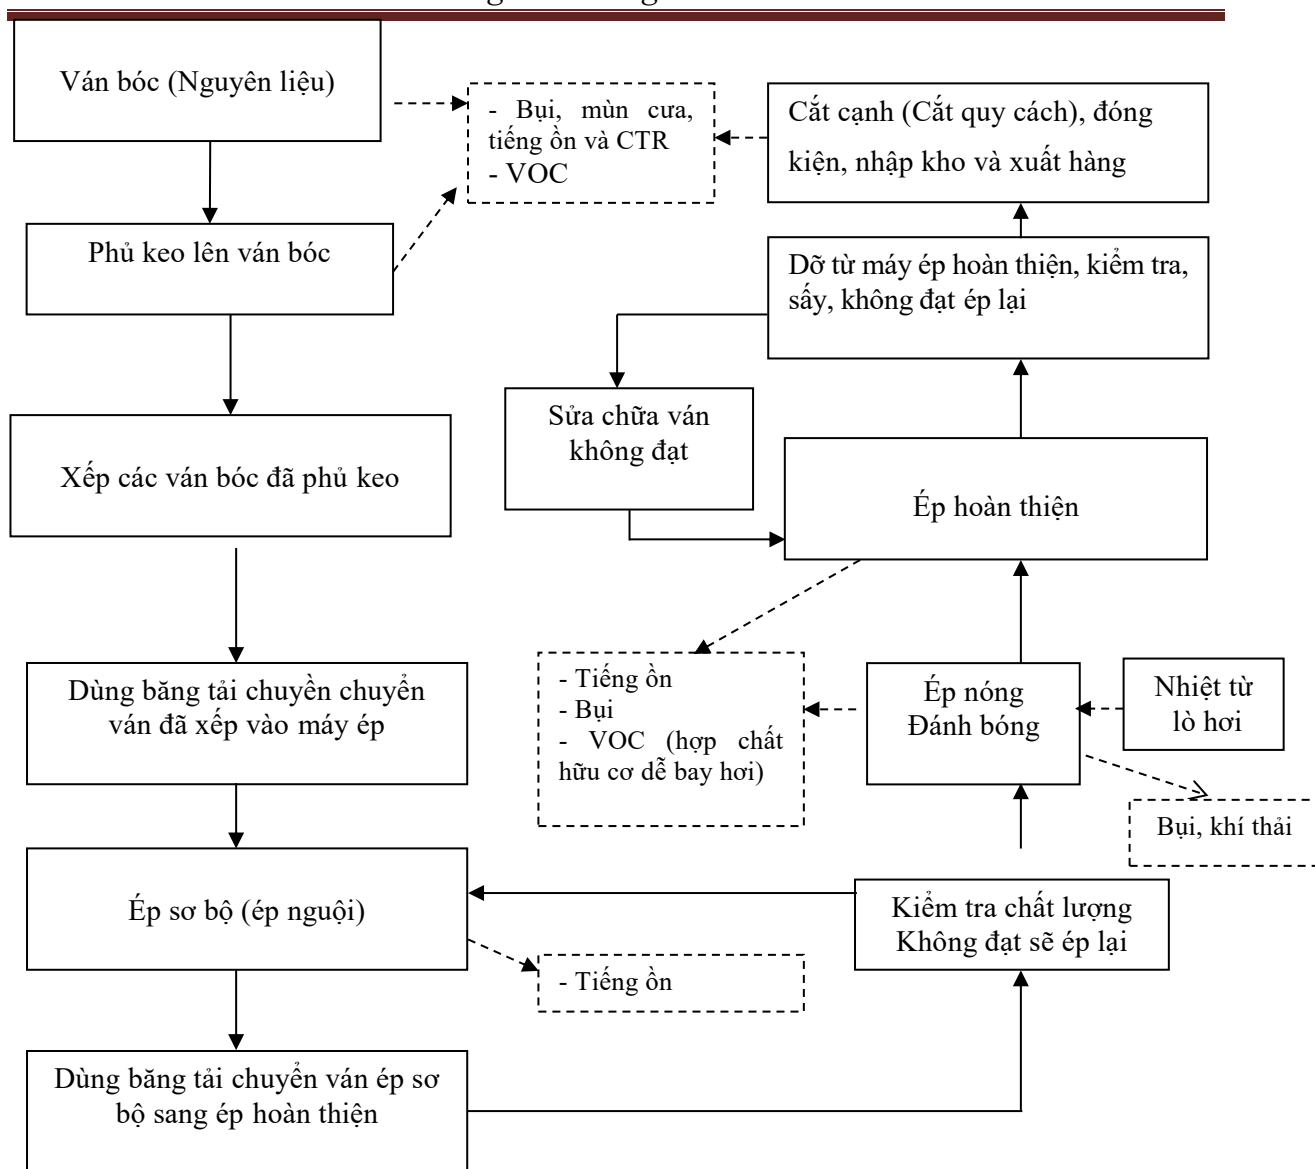 Ván bóc (Nguyên liệu)
- Bụi, mùn cưa,
tiếng ồn và CTR
- VOC
Cắt cạnh (Cắt quy cách), đóng
kiện, nhập kho và xuất hàng
Phủ keo lên ván bóc
Dỡ từ máy ép hoàn thiện, kiểm tra,
sấy, không đạt ép lại
Sửa chữa ván
không đạt
Xếp các ván bóc đã phủ keo
Ép hoàn thiện
Dùng băng tải chuyền chuyển
ván đã xếp vào máy ép
- Tiếng ồn
- Bụi
- VOC (hợp chất
hữu cơ dễ bay hơi)
Ép nóng
Đánh bóng
Nhiệt từ
lò hơi
Bụi, khí thải
Ép sơ bộ (ép nguội)
Kiểm tra chất lượng
Không đạt sẽ ép lại
- Tiếng ồn
Dùng băng tải chuyển ván ép sơ
bộ sang ép hoàn thiện